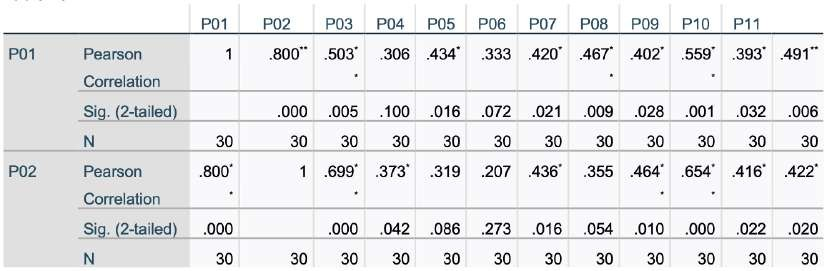 P01 P02 P03 P04 P05 P06 P07 P08 P09 P10 P11
P01 Pearson 1 .800** .503* .306 .434* .333 .420* .467* .402* .559* .393* .491**
Correlation * * *
Sig. (2-tailed) .000 .005 .100 .016 .072 .021 .009 .028 .001 .032 .006
N 30 30 30 30 30 30 30 30 30 30 30 30
P02 Pearson .800* 1 .699* .373* .319 .207 .436* .355 .464* .654* .416* .422*
Correlation * * * *
Sig. (2-tailed) .000 .000 .042 .086 .273 .016 .054 .010 .000 .022 .020
N 30 30 30 30 30 30 30 30 30 30 30 30